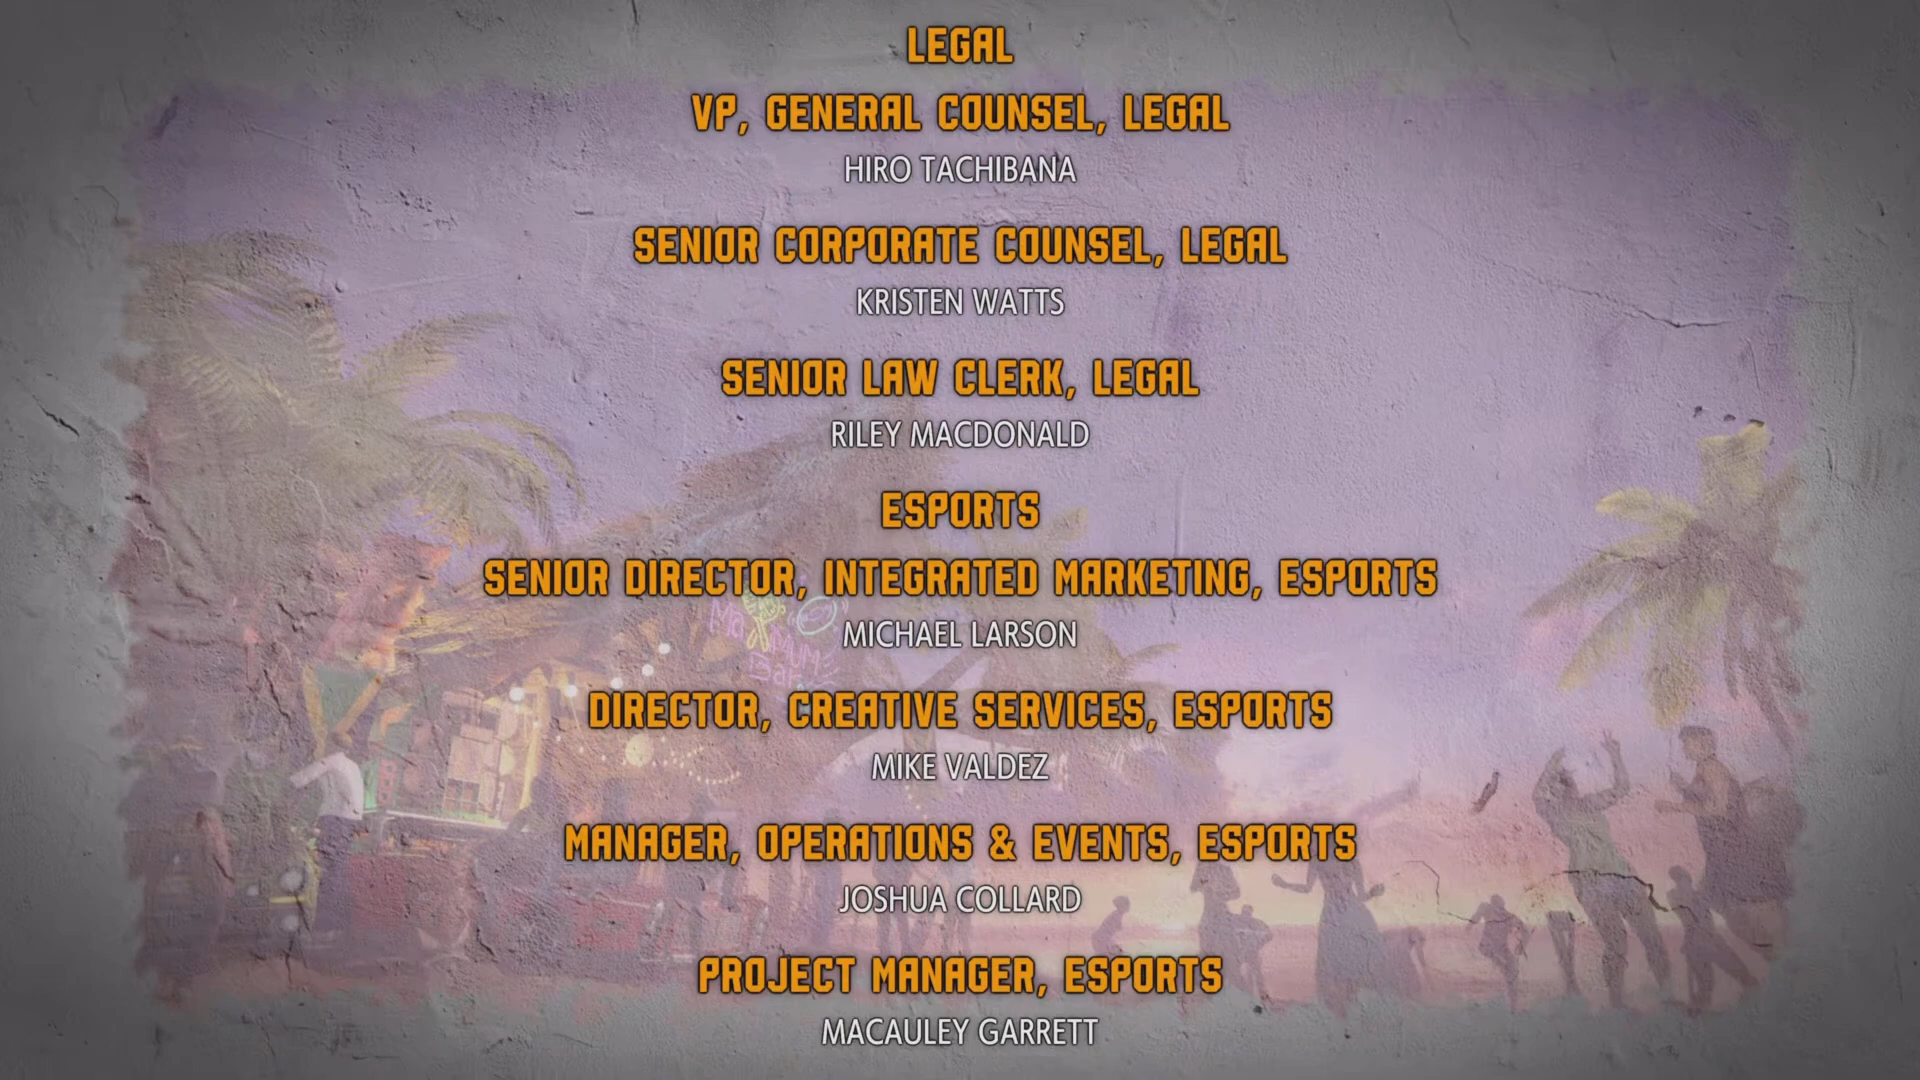 LEGAL
VP, GENERAL COUNSEL, LEGAL
HIRO TACHIBANA
SENIOR CORPORATE COUNSEL, LEGAL
KRISTEN WATTS
SENIOR LAW CLERK, LEGAL
RILEY MACDONALD
ESPORTS
SENIOR DIRECTOR, INTEGRATED MARKETING, ESPORTS
MICHAEL LARSON
DIRECTOR, CREATIVE SERVICES, ESPORTS
MIKE VALDEZ
MANAGER, OPERATIONS & EVENTS, ESPORTS
JOSHUA COLLARD
PROJECT MANAGER, ESPORTS
MACAULEY GARRETT